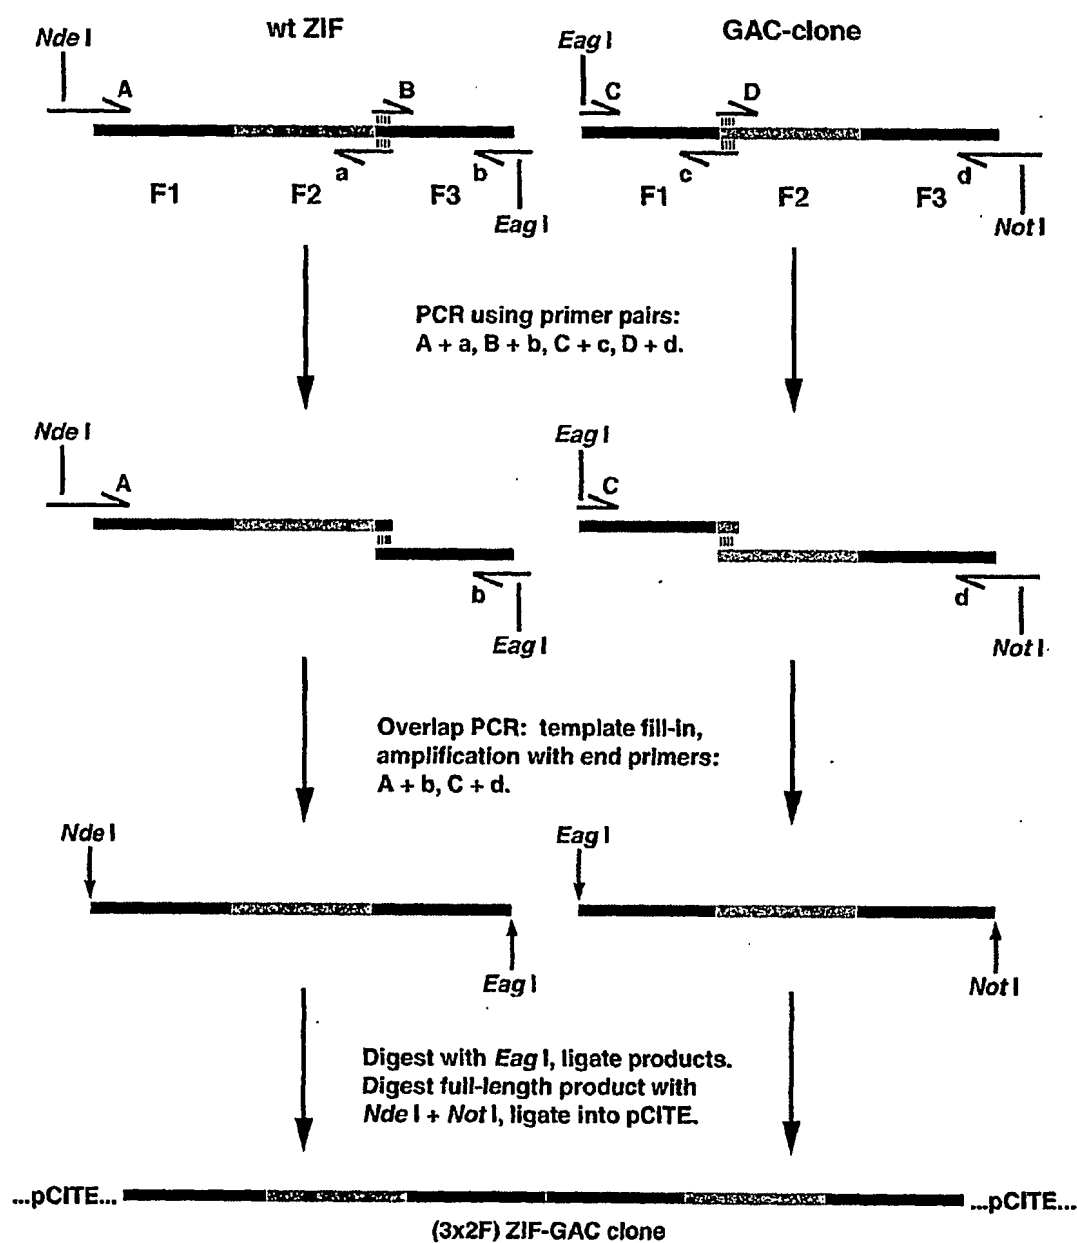 wt ZIF
GAC-clone
Nde I
Eag I
A
B
C
D
a
b
c
d
F1
F2
F3
F1
F2
F3
Eag I
Not I
PCR using primer pairs:
A + a, B + b, C + c, D + d.
Nde I
Eag I
A
C
b
d
Eag I
Not I
Overlap PCR: template fill-in,
amplification with end primers:
A + b, C + d.
Nde I
Eag I
Eag I
Not I
Digest with Eag I, ligate products.
Digest full-length product with
Nde I + Not I, ligate into pCITE.
...pCITE...
...pCITE...
(3x2F) ZIF-GAC clone